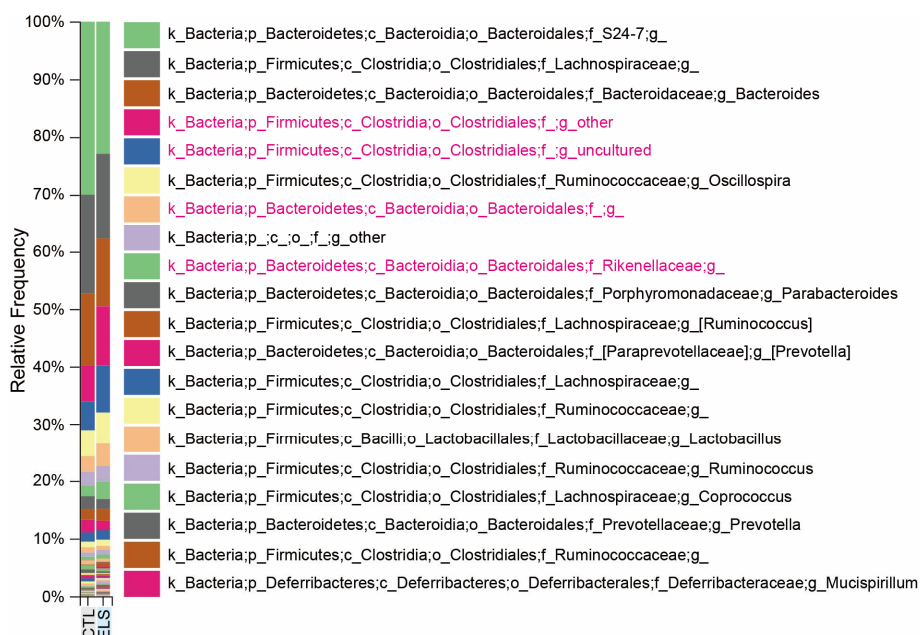 100%
90%
80%
70%
60%
50%
40%
30%
20%
10%
0%
Relative Frequency
CTL
ELS
k_Bacteria;p_Bacteroidetes;c_Bacteroidia;o_Bacteroidales;f_S24-7;g_
k_Bacteria;p_Firmicutes;c_Clostridia;o_Clostridiales;f_Lachnospiraceae;g_
k_Bacteria;p_Bacteroidetes;c_Bacteroidia;o_Bacteroidales;f_Bacteroidaceae;g_Bacteroides
k_Bacteria;p_Firmicutes;c_Clostridia;o_Clostridiales;f_;g_other
k_Bacteria;p_Firmicutes;c_Clostridia;o_Clostridiales;f_;g_uncultured
k_Bacteria;p_Firmicutes;c_Clostridia;o_Clostridiales;f_Ruminococcaceae;g_Oscillospira
k_Bacteria;p_Bacteroidetes;c_Bacteroidia;o_Bacteroidales;f_;g_
k_Bacteria;p_;c_;o_;f_;g_other
k_Bacteria;p_Bacteroidetes;c_Bacteroidia;o_Bacteroidales;f_Rikenellaceae;g_
k_Bacteria;p_Bacteroidetes;c_Bacteroidia;o_Bacteroidales;f_Porphyromonadaceae;g_Parabacteroides
k_Bacteria;p_Firmicutes;c_Clostridia;o_Clostridiales;f_Lachnospiraceae;g_[Ruminococcus]
k_Bacteria;p_Bacteroidetes;c_Bacteroidia;o_Bacteroidales;f_[Paraprevotellaceae];g_[Prevotella]
k_Bacteria;p_Firmicutes;c_Clostridia;o_Clostridiales;f_Lachnospiraceae;g_
k_Bacteria;p_Firmicutes;c_Clostridia;o_Clostridiales;f_Ruminococcaceae;g_
k_Bacteria;p_Firmicutes;c_Bacilli;o_Lactobacillales;f_Lactobacillaceae;g_Lactobacillus
k_Bacteria;p_Firmicutes;c_Clostridia;o_Clostridiales;f_Ruminococcaceae;g_Ruminococcus
k_Bacteria;p_Firmicutes;c_Clostridia;o_Clostridiales;f_Lachnospiraceae;g_Coprococcus
k_Bacteria;p_Bacteroidetes;c_Bacteroidia;o_Bacteroidales;f_Prevotellaceae;g_Prevotella
k_Bacteria;p_Firmicutes;c_Clostridia;o_Clostridiales;f_Ruminococcaceae;g_
k_Bacteria;p_Deferribacteres;c_Deferribacteres;o_Deferribacterales;f_Deferribacteraceae;g_Mucispirillum